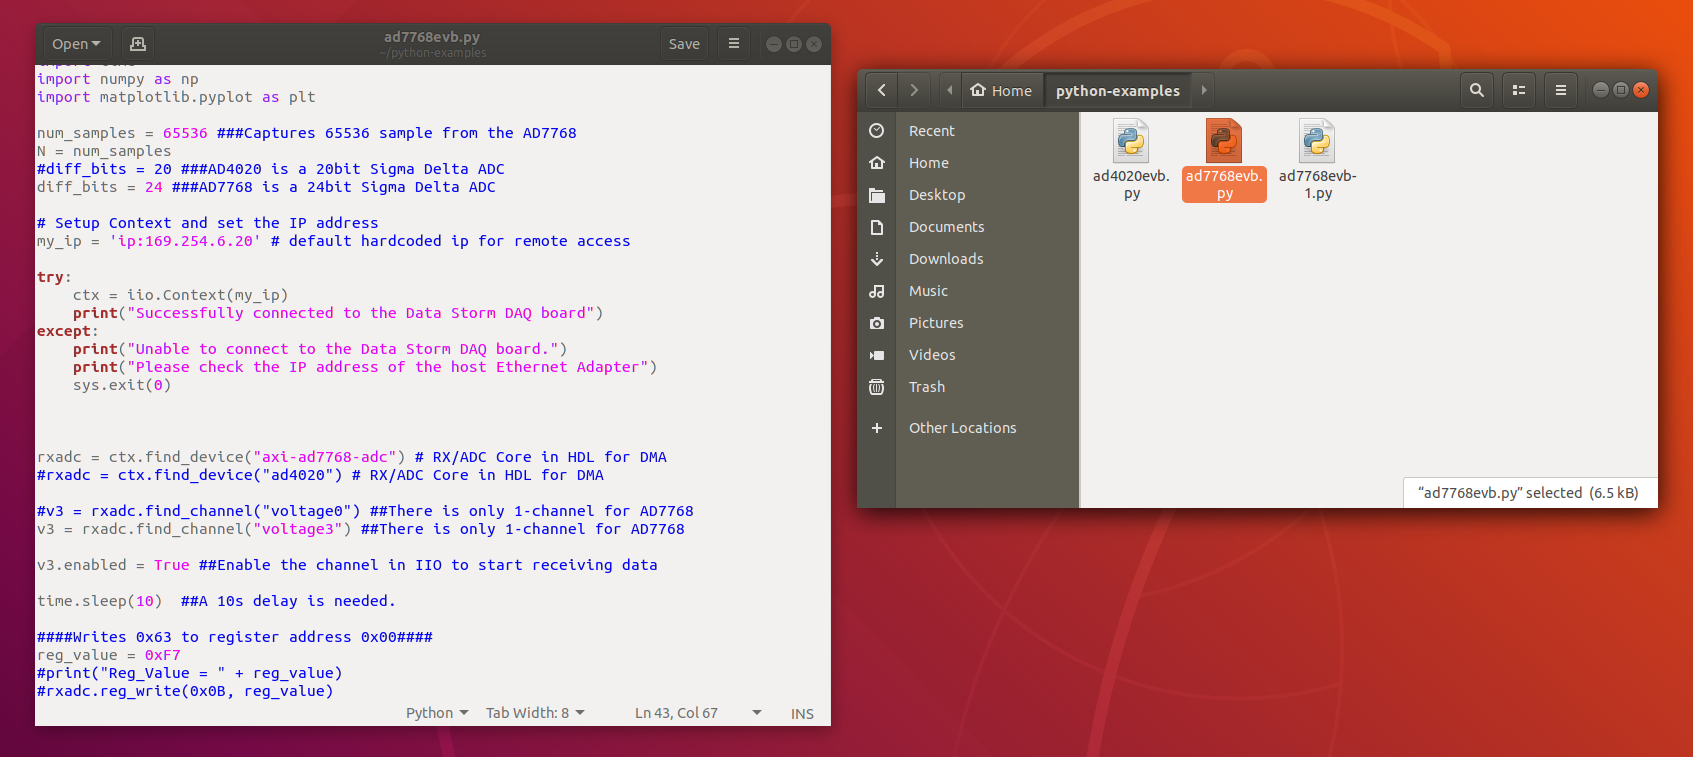 Open
ad7768evb.py
~/python-examples
Save
import numpy as np
import matplotlib.pyplot as plt
num_samples = 65536 ###Captures 65536 sample from the AD7768
N = num_samples
#diff_bits = 20 ###AD4020 is a 20bit Sigma Delta ADC
diff_bits = 24 ###AD7768 is a 24bit Sigma Delta ADC
# Setup Context and set the IP address
my_ip = 'ip:169.254.6.20' # default hardcoded ip for remote access
try:
    ctx = iio.Context(my_ip)
    print("Successfully connected to the Data Storm DAQ board")
except:
    print("Unable to connect to the Data Storm DAQ board.")
    print("Please check the IP address of the host Ethernet Adapter")
    sys.exit(0)
rxadc = ctx.find_device("axi-ad7768-adc") # RX/ADC Core in HDL for DMA
#rxadc = ctx.find_device("ad4020") # RX/ADC Core in HDL for DMA
#v3 = rxadc.find_channel("voltage0") ##There is only 1-channel for AD7768
v3 = rxadc.find_channel("voltage3") ##There is only 1-channel for AD7768
v3.enabled = True ##Enable the channel in IIO to start receiving data
time.sleep(10)  ##A 10s delay is needed.
####Writes 0x63 to register address 0x00####
reg_value = 0xF7
#print("Reg_Value = " + reg_value)
#rxadc.reg_write(0x0B, reg_value)
Python
Tab Width: 8
Ln 43, Col 67
INS
Home
python-examples
Recent
Home
Desktop
Documents
Downloads
Music
Pictures
Videos
Trash
Other Locations
ad4020evb.
py
ad7768evb.
py
ad7768evb-
1.py
“ad7768evb.py” selected (6.5 kB)